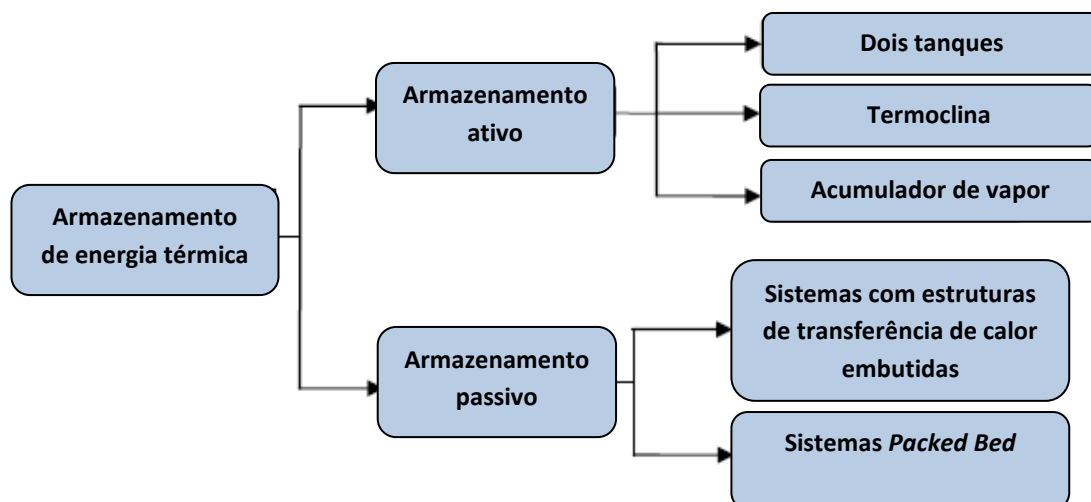 Armazenamento
de energia térmica
Armazenamento
ativo
Dois tanques
Termoclina
Acumulador de vapor
Armazenamento
passivo
Sistemas com estruturas
de transferência de calor
embutidas
Sistemas Packed Bed